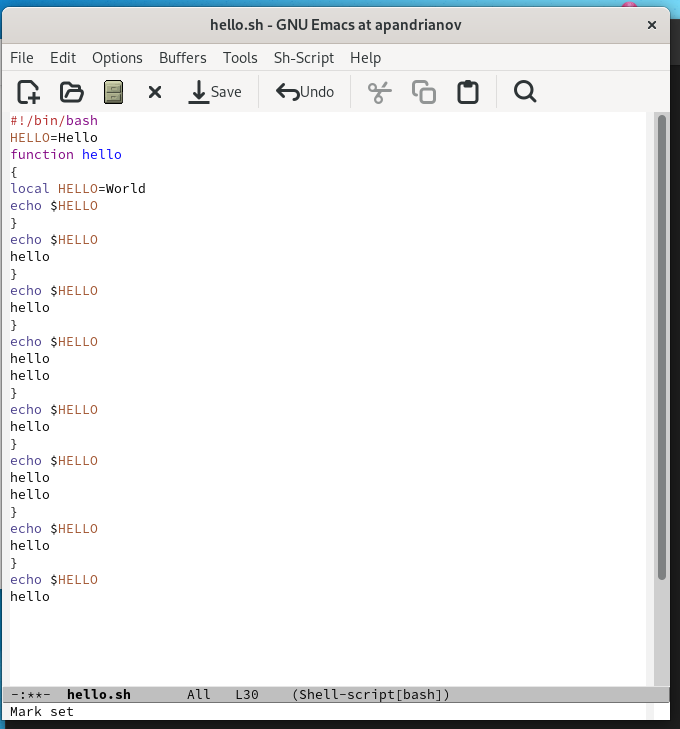 hello.sh - GNU Emacs at apandrianov
File Edit Options Buffers Tools Sh-Script Help
Save Undo
#!/bin/bash
HELLO=Hello
function hello
{
local HELLO=World
echo $HELLO
}
echo $HELLO
hello
}
echo $HELLO
hello
}
echo $HELLO
hello
hello
}
echo $HELLO
hello
}
echo $HELLO
hello
hello
}
echo $HELLO
hello
}
echo $HELLO
hello
-:**- hello.sh All L30 (Shell-script[bash])
Mark set